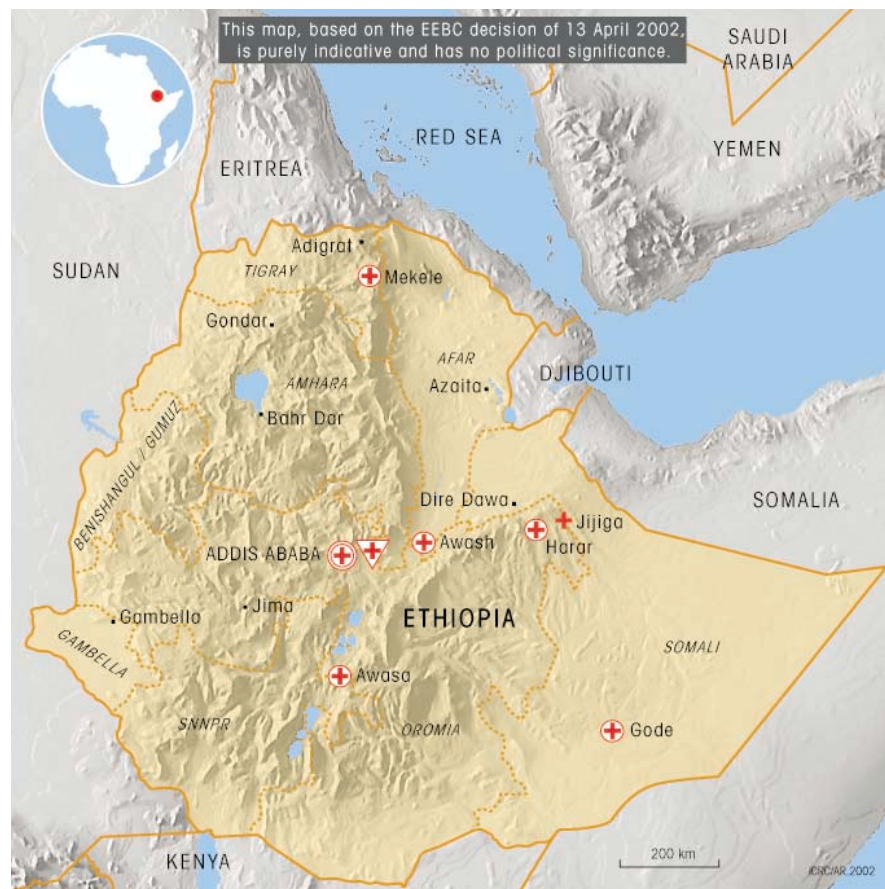 This map, based on the EEBC decision of 13 April 2002,
is purely indicative and has no political significance.
SAUDI
ARABIA
RED SEA
YEMEN
ERITREA
SUDAN
Adigrat
TIGRAY
Mekele
Gondar
AFAR
DJIBOUTI
AMHARA
Azaita
Bahr Dar
BENISHANGUL / GUMUZ
Dire Dawa
SOMALIA
Jijiga
Harar
Awash
ADDIS ABABA
Gambella
Jima
ETHIOPIA
GAMBELLA
SOMALI
Awasa
SNNPR
OROMIA
Gode
KENYA
200 km
ICRC/AR.2002